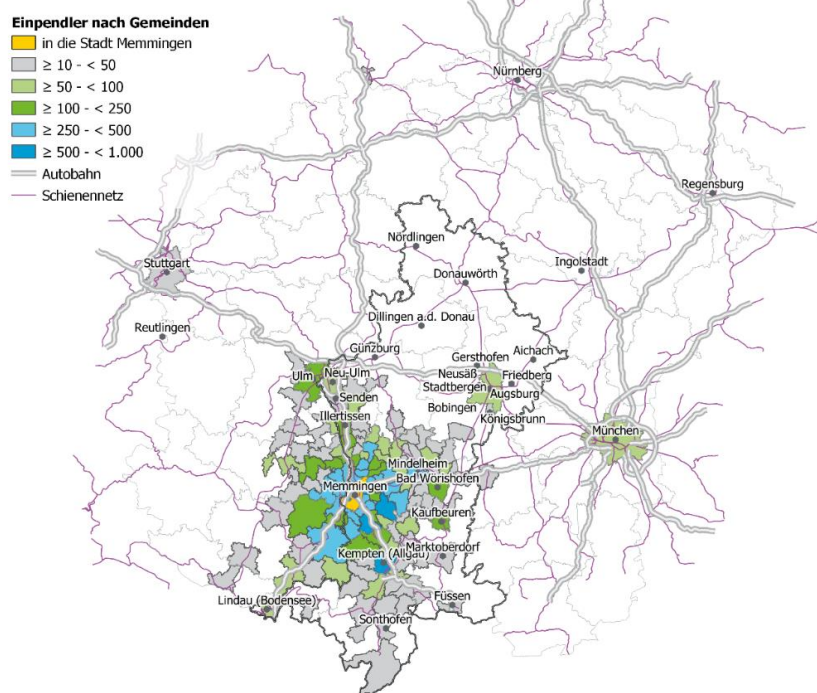 Einpendler nach Gemeinden
in die Stadt Memmingen
≥ 10 - < 50
≥ 50 - < 100
≥ 100 - < 250
≥ 250 - < 500
≥ 500 - < 1.000
Autobahn
Schienennetz
Nürnberg
Regensburg
Nördlingen
Stuttgart
Ingolstadt
Donauwörth
Dillingen a.d. Donau
Reutlingen
Günzburg
Gersthofen
Aichach
Neusäß
Ulm
Neu-Ulm
Friedberg
Stadtbergen
Augsburg
Senden
Bobingen
Illertissen
Königsbrunn
München
Mindelheim
Bad Wörishofen
Memmingen
Kaufbeuren
Kempten (Allgäu)
Marktoberdorf
Lindau (Bodensee)
Füssen
Sonthofen